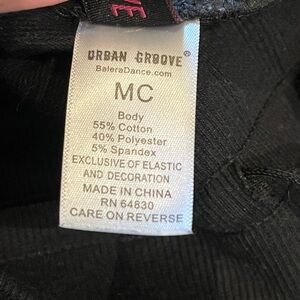 VE
URBAN GROOVE®
BaleraDance.com
MC
Body
55% Cotton
40% Polyester
5% Spandex
EXCLUSIVE OF ELASTIC
AND DECORATION
MADE IN CHINA
RN 64830
CARE ON REVERSE